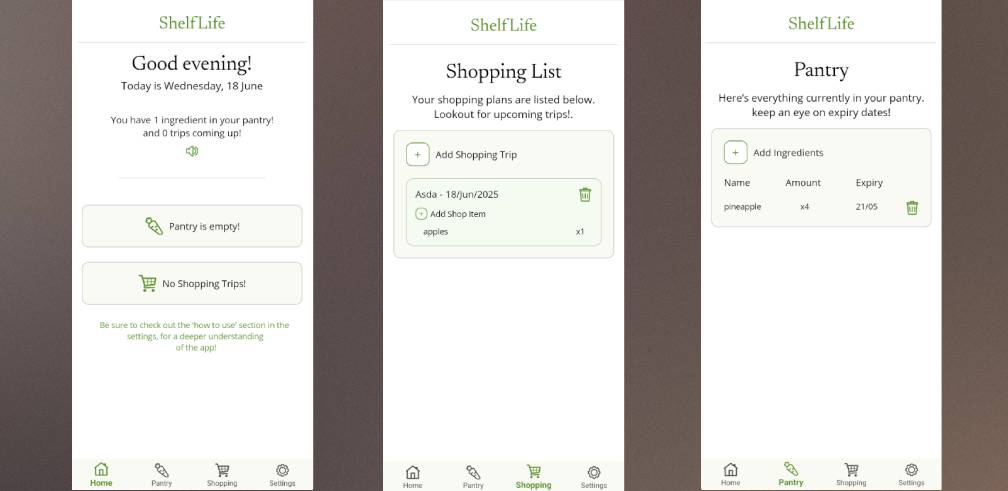 ShelfLife
Good evening!
Today is Wednesday, 18 June
You have 1 ingredient in your pantry!
and 0 trips coming up!
Pantry is empty!
No Shopping Trips!
Be sure to check out the 'how to use' section in the
settings, for a deeper understanding
of the app!
Home Pantry Shopping Settings
ShelfLife
Shopping List
Your shopping plans are listed below.
Lookout for upcoming trips!.
+ Add Shopping Trip
Asda - 18/Jun/2025
+ Add Shop Item
apples x1
Home Pantry Shopping Settings
ShelfLife
Pantry
Here's everything currently in your pantry.
keep an eye on expiry dates!
+ Add Ingredients
Name Amount Expiry
pineapple x4 21/05
Home Pantry Shopping Settings